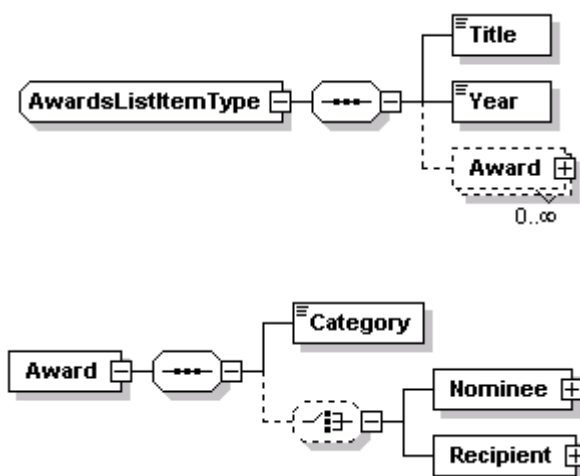 Title
AwardsListItemType
Year
Award
0..∞
Category
Award
Nominee
Recipient